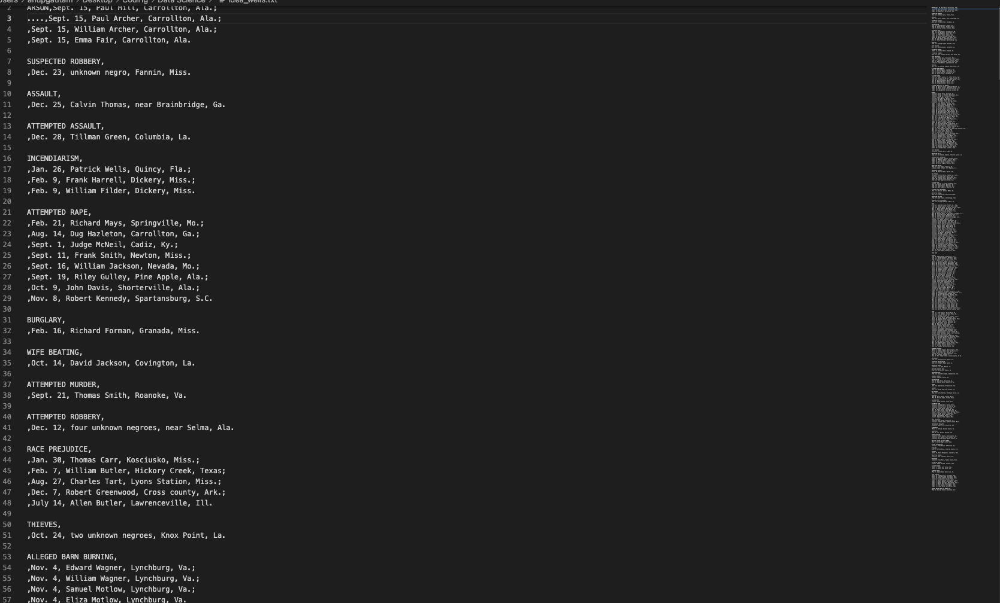 sers > anupgautam > Desktop > Coding > Data Science > idea_wells.txt
2 ARSON,Sept. 15, Paul Hill, Carrollton, Ala.;
3 ....,Sept. 15, Paul Archer, Carrollton, Ala.;
4 ,Sept. 15, William Archer, Carrollton, Ala.;
5 ,Sept. 15, Emma Fair, Carrollton, Ala.
6
7 SUSPECTED ROBBERY,
8 ,Dec. 23, unknown negro, Fannin, Miss.
9
10 ASSAULT,
11 ,Dec. 25, Calvin Thomas, near Brainbridge, Ga.
12
13 ATTEMPTED ASSAULT,
14 ,Dec. 28, Tillman Green, Columbia, La.
15
16 INCENDIARISM,
17 ,Jan. 26, Patrick Wells, Quincy, Fla.;
18 ,Feb. 9, Frank Harrell, Dickery, Miss.;
19 ,Feb. 9, William Filder, Dickery, Miss.
20
21 ATTEMPTED RAPE,
22 ,Feb. 21, Richard Mays, Springville, Mo.;
23 ,Aug. 14, Dug Hazleton, Carrollton, Ga.;
24 ,Sept. 1, Judge McNeil, Cadiz, Ky.;
25 ,Sept. 11, Frank Smith, Newton, Miss.;
26 ,Sept. 16, William Jackson, Nevada, Mo.;
27 ,Sept. 19, Riley Gulley, Pine Apple, Ala.;
28 ,Oct. 9, John Davis, Shorterville, Ala.;
29 ,Nov. 8, Robert Kennedy, Spartansburg, S.C.
30
31 BURGLARY,
32 ,Feb. 16, Richard Forman, Granada, Miss.
33
34 WIFE BEATING,
35 ,Oct. 14, David Jackson, Covington, La.
36
37 ATTEMPTED MURDER,
38 ,Sept. 21, Thomas Smith, Roanoke, Va.
39
40 ATTEMPTED ROBBERY,
41 ,Dec. 12, four unknown negroes, near Selma, Ala.
42
43 RACE PREJUDICE,
44 ,Jan. 30, Thomas Carr, Kosciusko, Miss.;
45 ,Feb. 7, William Butler, Hickory Creek, Texas;
46 ,Aug. 27, Charles Tart, Lyons Station, Miss.;
47 ,Dec. 7, Robert Greenwood, Cross county, Ark.;
48 ,July 14, Allen Butler, Lawrenceville, Ill.
49
50 THIEVES,
51 ,Oct. 24, two unknown negroes, Knox Point, La.
52
53 ALLEGED BARN BURNING,
54 ,Nov. 4, Edward Wagner, Lynchburg, Va.;
55 ,Nov. 4, William Wagner, Lynchburg, Va.;
56 ,Nov. 4, Samuel Motlow, Lynchburg, Va.;
57 ,Nov. 4, Eliza Motlow, Lynchburg, Va.